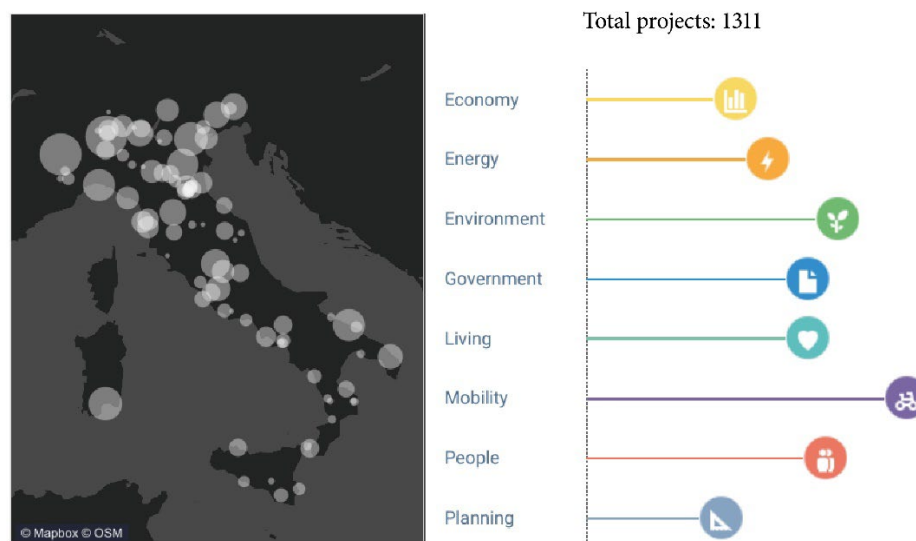 Total projects: 1311
Economy
Energy
Environment
Government
Living
Mobility
People
Planning
© Mapbox © OSM